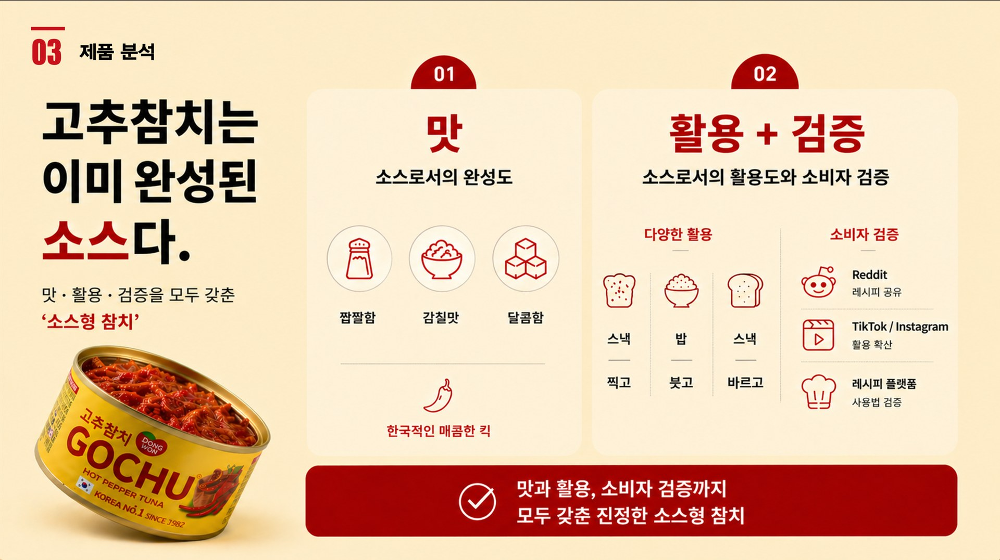 03 제품 분석
고추참치는
이미 완성된
소스다.
맛 · 활용 · 검증을 모두 갖춘
‘소스형 참치’
고추참치
DONG
WON
GOCHU
HOT PEPPER TUNA
KOREA NO.1 SINCE 1982
01
맛
소스로서의 완성도
짭짤함
감칠맛
달콤함
한국적인 매콤한 킥
02
활용 + 검증
소스로서의 활용도와 소비자 검증
다양한 활용
스낵
밥
스낵
찍고
붓고
바르고
소비자 검증
Reddit
레시피 공유
TikTok / Instagram
활용 확산
레시피 플랫폼
사용법 검증
맛과 활용, 소비자 검증까지
모두 갖춘 진정한 소스형 참치